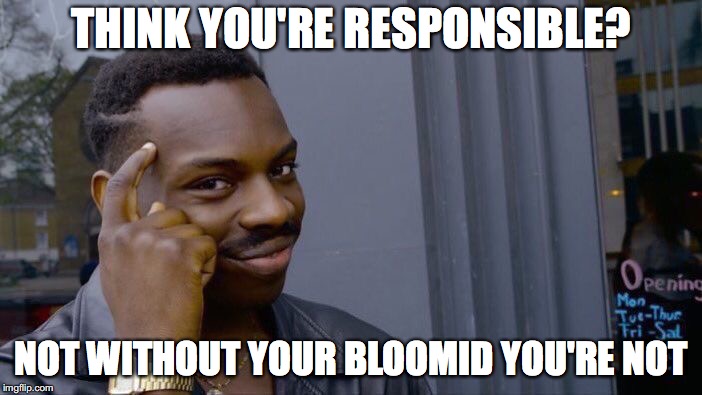 THINK YOU'RE RESPONSIBLE?
Opening
Mon
Tue-Thur
Fri-Sat
NOT WITHOUT YOUR BLOOMID YOU'RE NOT
imgflip.com